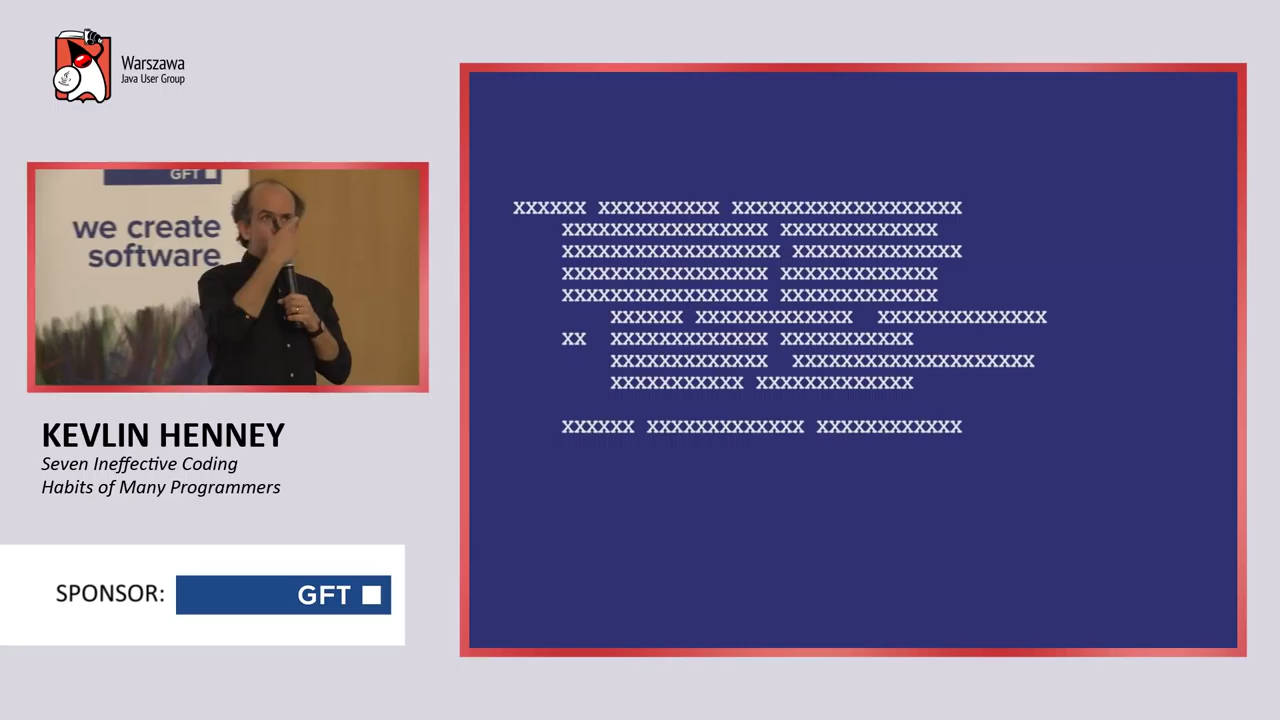 Warszawa
Java User Group
GFT
we create
software
KEVLIN HENNEY
Seven Ineffective Coding
Habits of Many Programmers
SPONSOR:
GFT
XXXXXX XXXXXXXXXX XXXXXXXXXXXXXXXXXXX
XXXXXXXXXXXXXXXXX XXXXXXXXXXXXX
XXXXXXXXXXXXXXXXXX XXXXXXXXXXXXXX
XXXXXXXXXXXXXXXXX XXXXXXXXXXXXX
XXXXXXXXXXXXXXXXX XXXXXXXXXXXXX
XXXXXX XXXXXXXXXXXXX XXXXXXXXXXXXXX
XX XXXXXXXXXXXXX XXXXXXXXXXX
XXXXXXXXXXXXX XXXXXXXXXXXXXXXXXXXX
XXXXXXXXXXX XXXXXXXXXXXXX
XXXXXX XXXXXXXXXXXXX XXXXXXXXXXXX